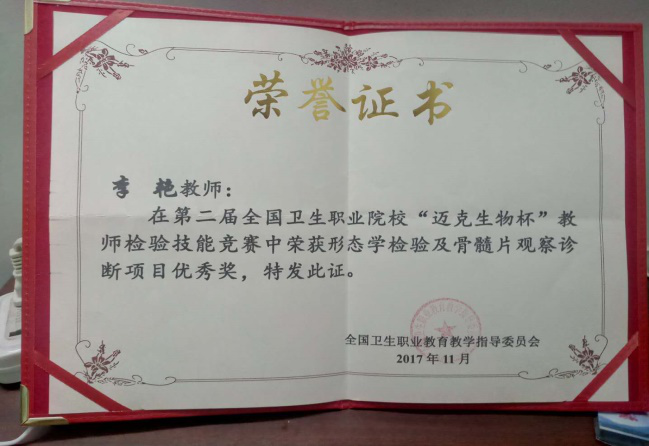 荣誉证书
李 艳教师：
在第二届全国卫生职业院校“迈克生物杯”教
师检验技能竞赛中荣获形态学检验及骨髓片观察诊
断项目优秀奖，特发此证。
全国卫生职业教育教学指导委员会
2017年11月